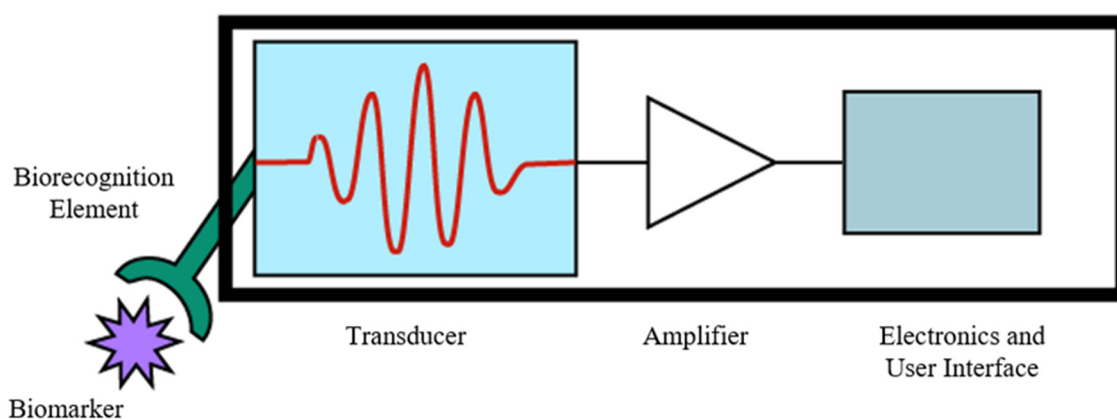 Biorecognition
Element
Biomarker
Transducer
Amplifier
Electronics and
User Interface